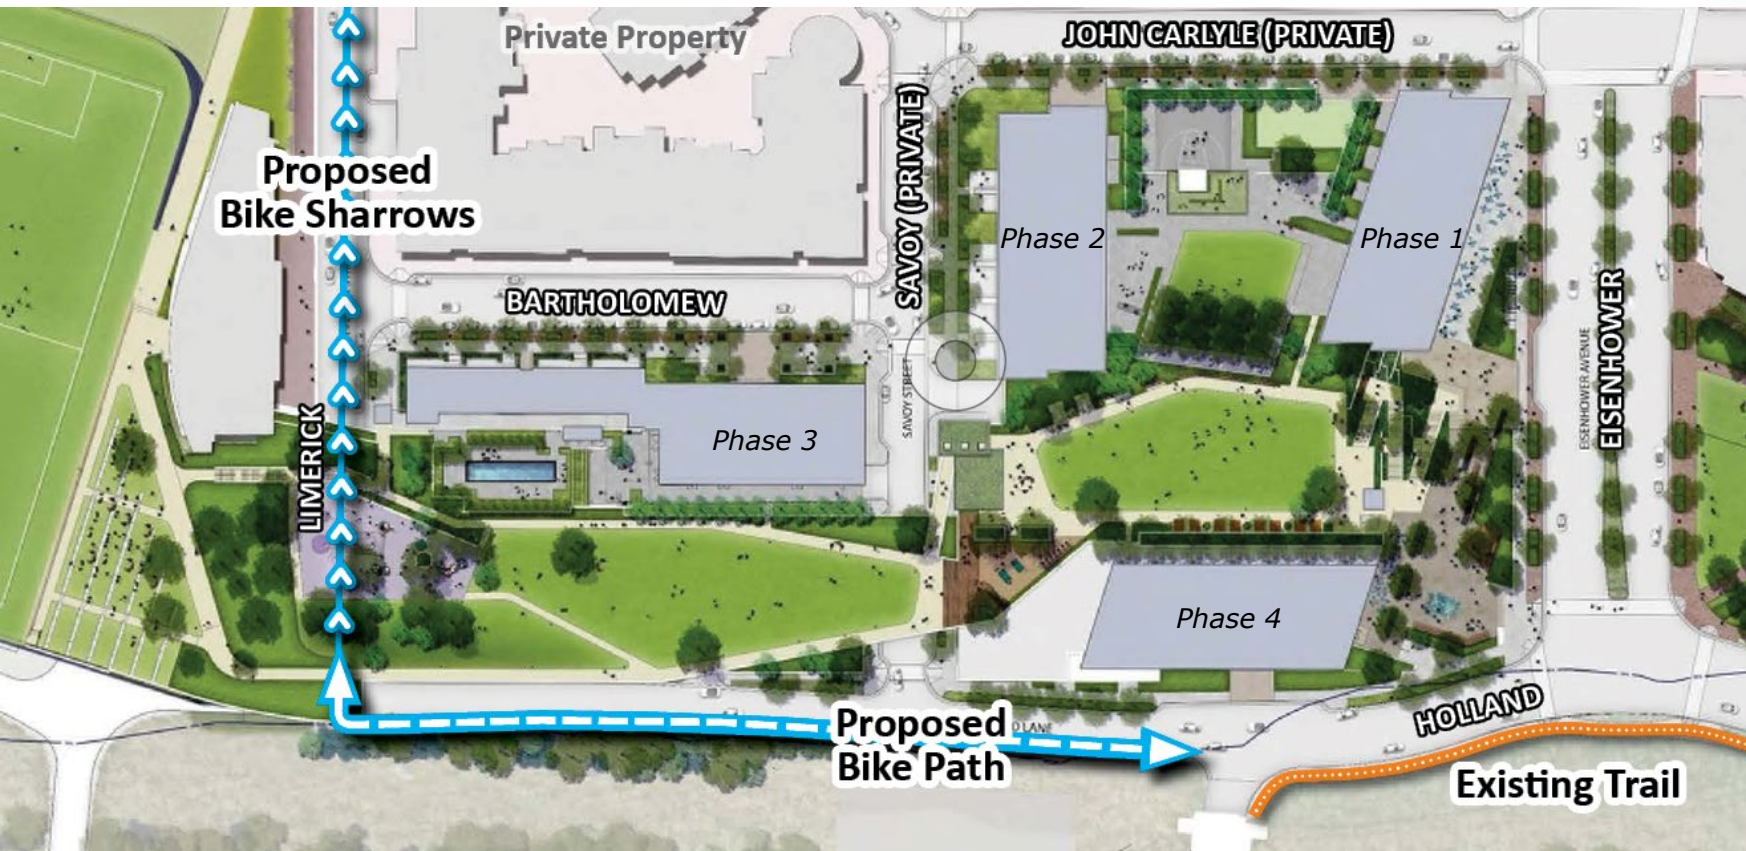 Private Property
JOHN CARLYLE (PRIVATE)
SAVOY (PRIVATE)
Proposed
Bike Sharrows
Phase 2
Phase 1
BARTHOLOMEW
EISENHOWER
EISENHOWER AVENUE
SAVOY STREET
LIMERICK
Phase 3
Phase 4
HOLLAND
Proposed
Bike Path
LANE
Existing Trail